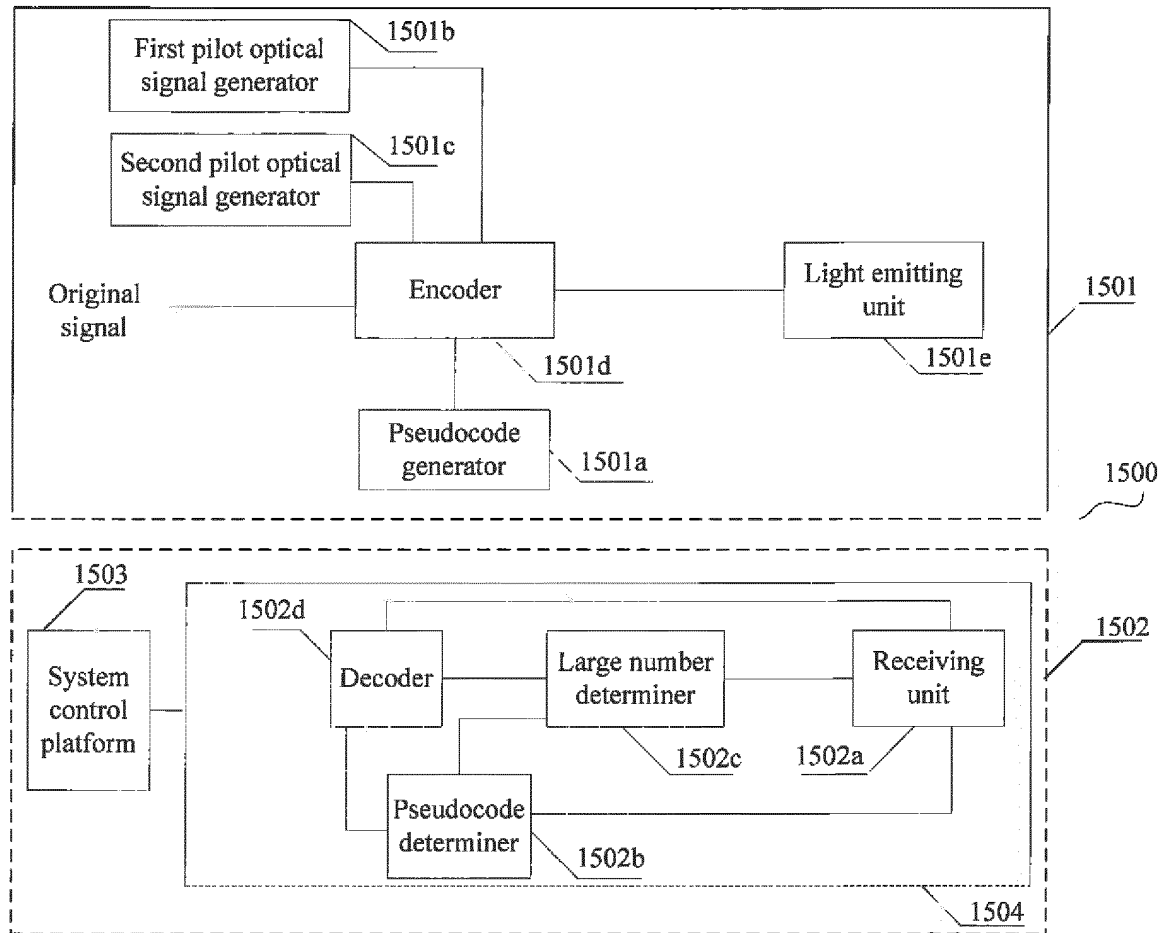 First pilot optical
signal generator
1501b
Second pilot optical
signal generator
1501c
Original
signal
Encoder
1501d
Light emitting
unit
1501e
1501
Pseudocode
generator
1501a
1500
1503
System
control
platform
1502d
Decoder
Large number
determiner
1502c
Receiving
unit
1502a
1502
Pseudocode
determiner
1502b
1504